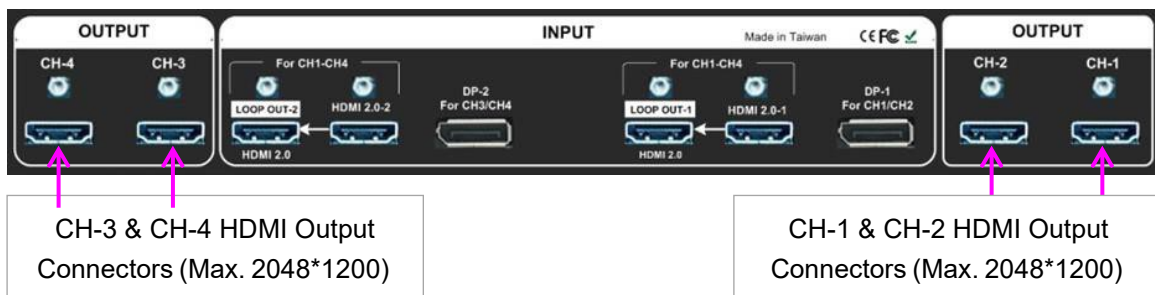 OUTPUT
CH-4
CH-3
INPUT
Made in Taiwan
CE FC
For CH1-CH4
LOOP OUT-2
HDMI 2.0-2
HDMI 2.0
DP-2
For CH3/CH4
For CH1-CH4
LOOP OUT-1
HDMI 2.0-1
HDMI 2.0
DP-1
For CH1/CH2
OUTPUT
CH-2
CH-1
CH-3 & CH-4 HDMI Output
Connectors (Max. 2048*1200)
CH-1 & CH-2 HDMI Output
Connectors (Max. 2048*1200)